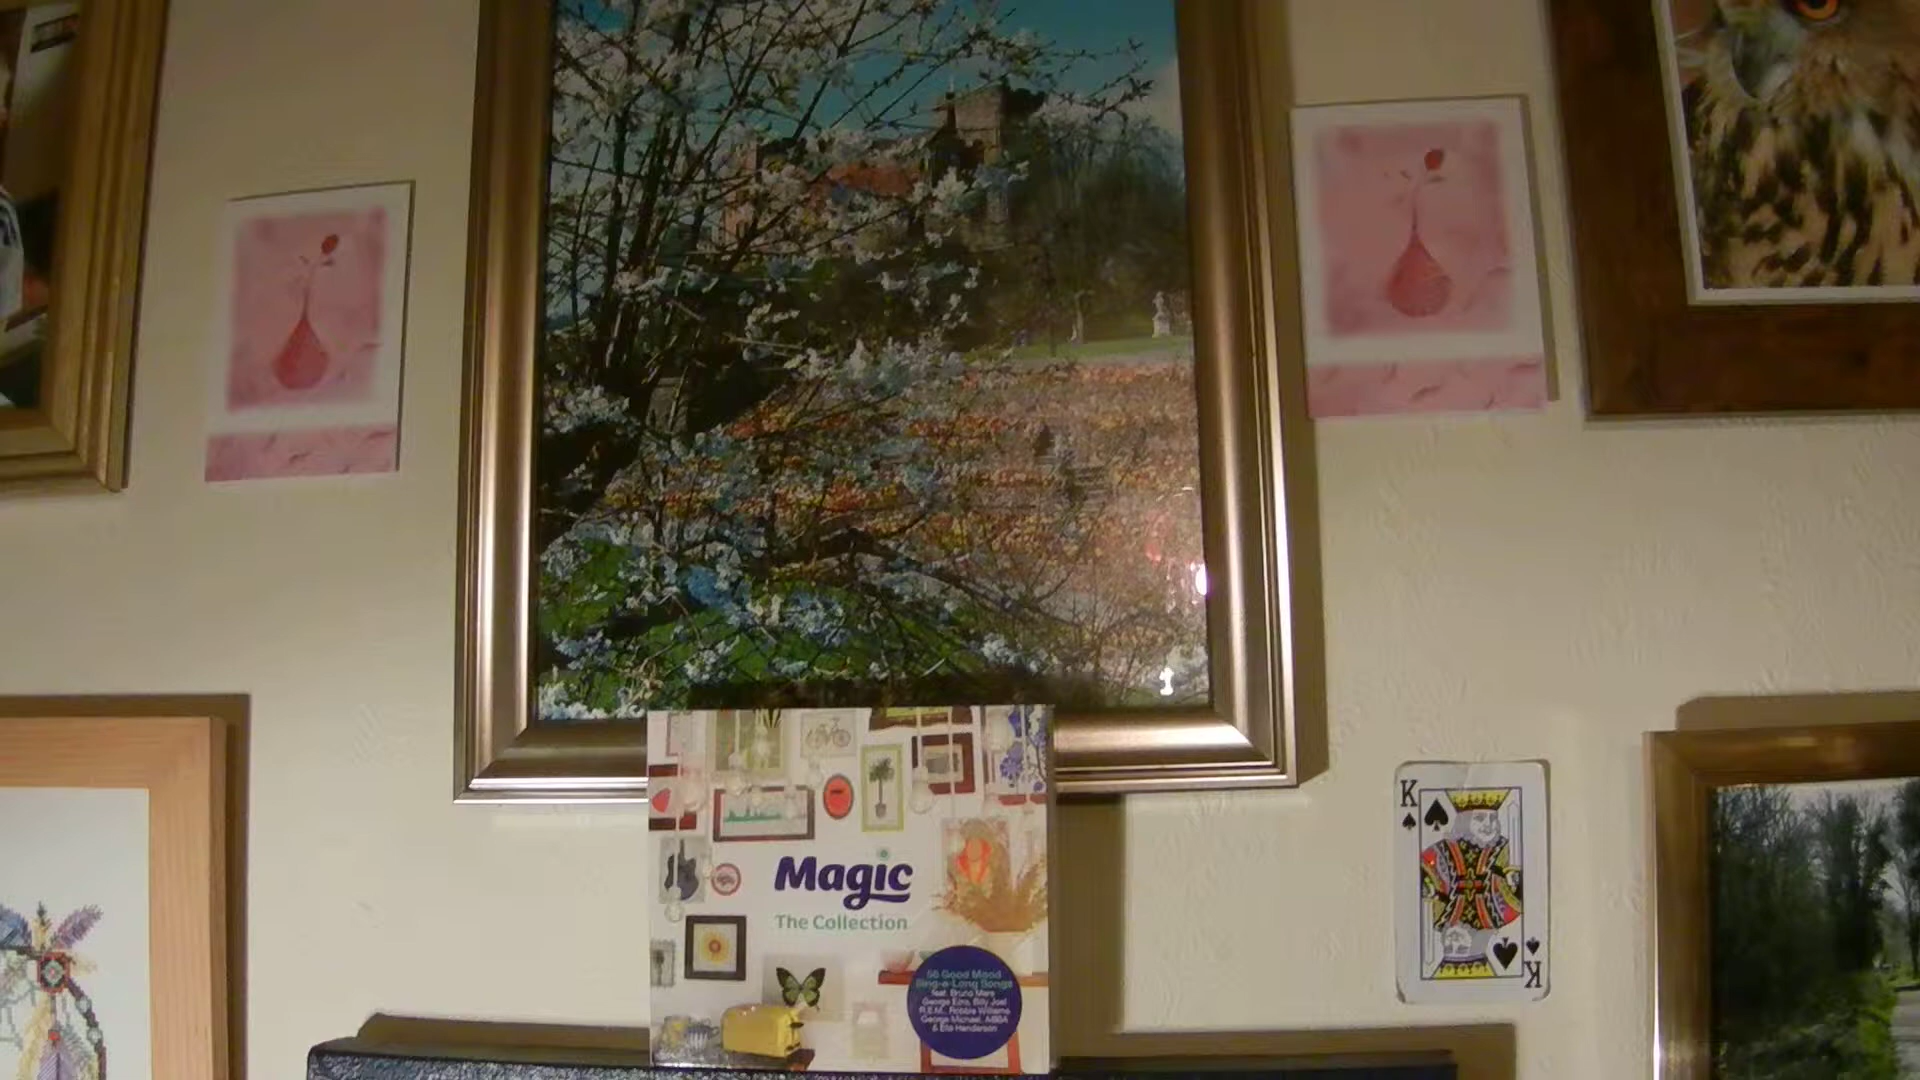 Magic
The Collection
56 Good Mood
Sing-a-Long Songs
feat. Bruno Mars
George Ezra, Billy Joel
R.E.M., Robbie Williams
George Michael, ABBA
& Ella Henderson
K
K